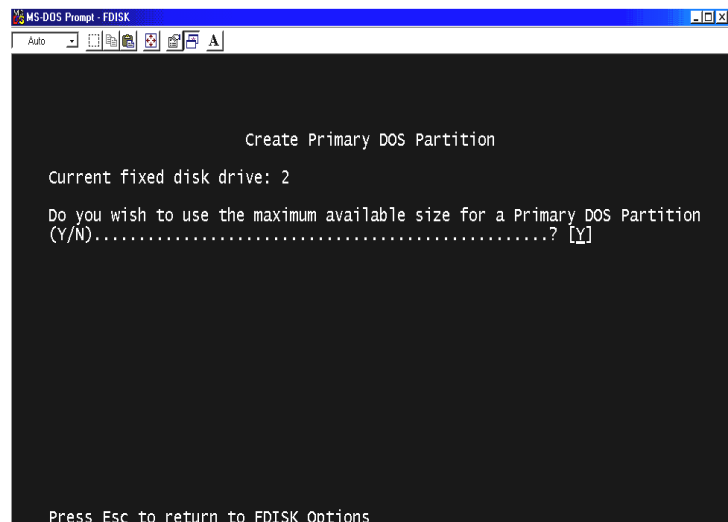 MS-DOS Prompt - FDISK
Auto
A
Create Primary DOS Partition
Current fixed disk drive: 2
Do you wish to use the maximum available size for a Primary DOS Partition
(Y/N)..................................................? [Y]
Press Esc to return to FDISK Options